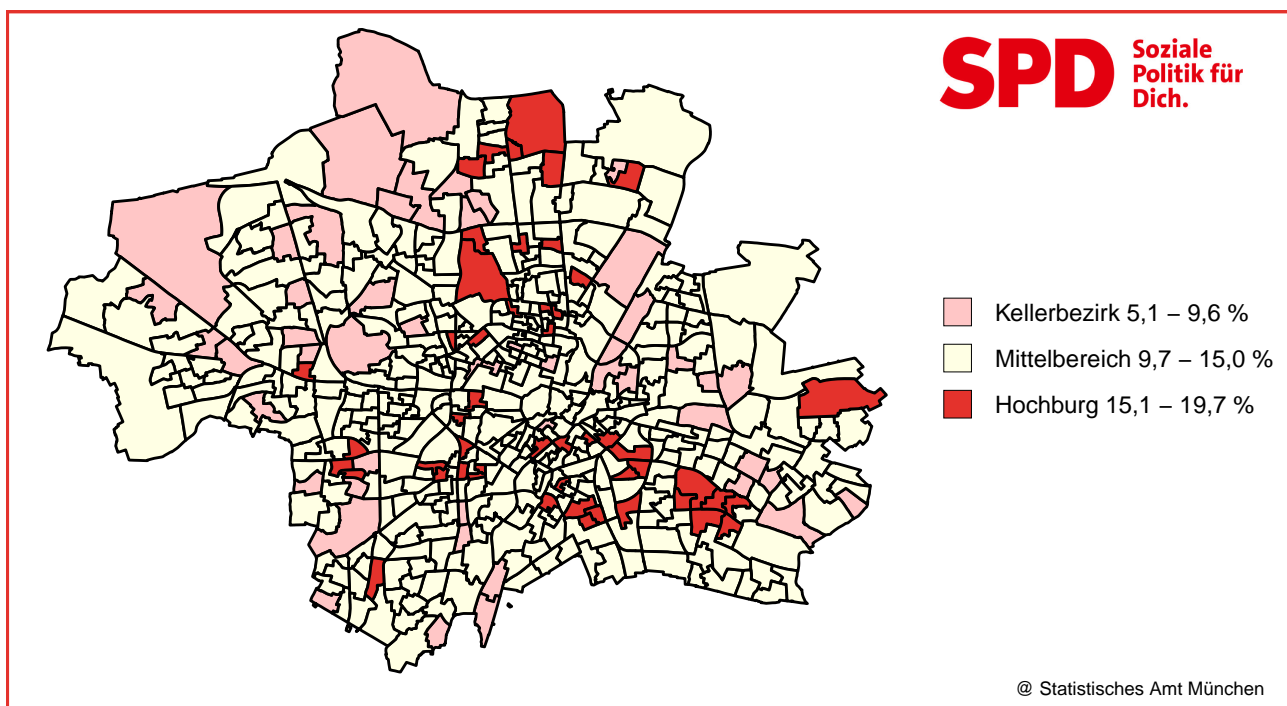 SPD
Soziale
Politik für
Dich.
Kellerbezirk 5,1 – 9,6 %
Mittelbereich 9,7 – 15,0 %
Hochburg 15,1 – 19,7 %
@ Statistisches Amt München